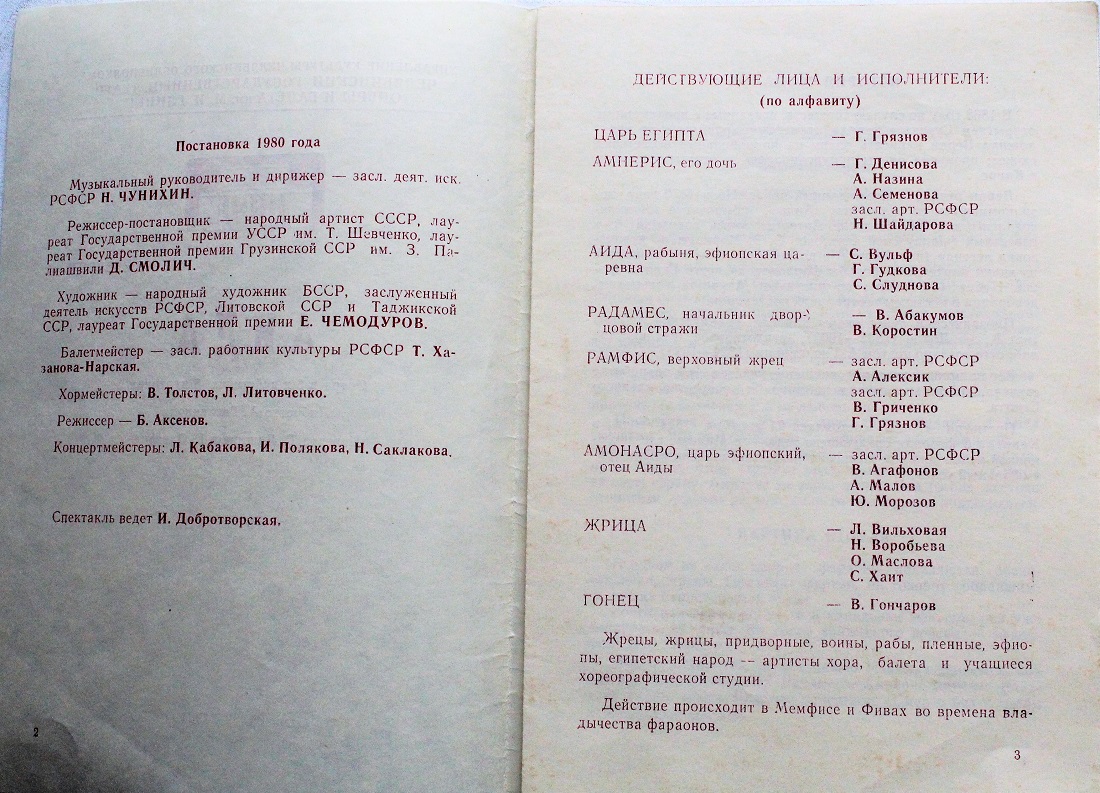 Постановка 1980 года
Музыкальный руководитель и дирижер — засл. деят. иск.
РСФСР Н. ЧУНИХИН.
Режиссер-постановщик — народный артист СССР, лау-
реат Государственной премии УССР им. Т. Шевченко, лау-
реат Государственной премии Грузинской ССР им. З. Па-
лиашвили Д. СМОЛИЧ.
Художник — народный художник БССР, заслуженный
деятель искусств РСФСР, Литовской ССР и Таджикской
ССР, лауреат Государственной премии Е. ЧЕМОДУРОВ.
Балетмейстер — засл. работник культуры РСФСР Т. Ха-
занова-Нарская.
Хормейстеры: В. Толстов, Л. Литовченко.
Режиссер — Б. Аксенов.
Концертмейстеры: Л. Кабакова, И. Полякова, Н. Саклакова.
Спектакль ведет И. Добротворская.
2
ДЕЙСТВУЮЩИЕ ЛИЦА И ИСПОЛНИТЕЛИ:
(по алфавиту)
ЦАРЬ ЕГИПТА — Г. Грязнов
АМНЕРИС, его дочь — Г. Денисова
А. Назина
А. Семенова
засл. арт. РСФСР
Н. Шайдарова
АИДА, рабыня, эфиопская ца- — С. Вульф
ревна Г. Гудкова
С. Слуднова
РАДАМЕС, начальник двор- — В. Абакумов
цовой стражи В. Коростин
РАМФИС, верховный жрец — засл. арт. РСФСР
А. Алексик
засл. арт. РСФСР
В. Гриченко
Г. Грязнов
АМОНАСРО, царь эфиопский, — засл. арт. РСФСР
отец Аиды В. Агафонов
А. Малов
Ю. Морозов
ЖРИЦА — Л. Вильховая
Н. Воробьева
О. Маслова
С. Хаит
ГОНЕЦ — В. Гончаров
Жрецы, жрицы, придворные, воины, рабы, пленные, эфио-
пы, египетский народ — артисты хора, балета и учащиеся
хореографической студии.
Действие происходит в Мемфисе и Фивах во времена вла-
дычества фараонов.
3